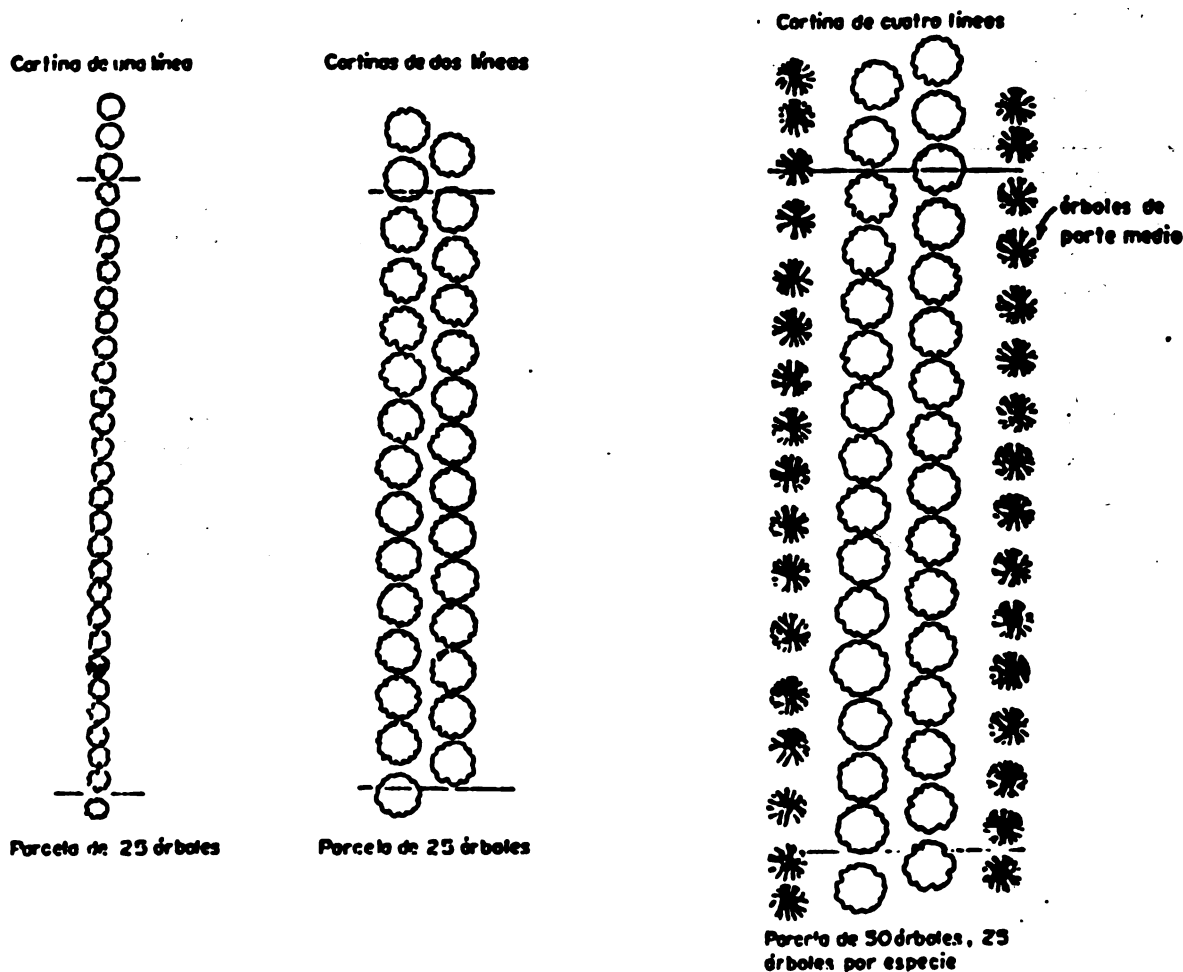 Cortina de una línea
Parcela de 25 árboles
Cortinas de dos líneas
Parcela de 25 árboles
Cortina de cuatro líneas
árboles de
porte medio
Parcela de 50 árboles, 25
árboles por especie